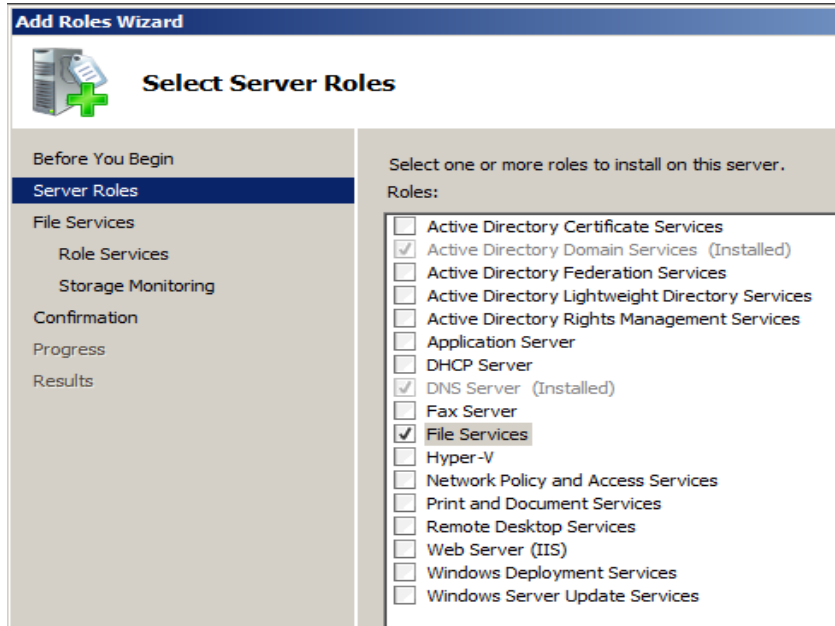 Add Roles Wizard
Select Server Roles
Before You Begin
Server Roles
File Services
Role Services
Storage Monitoring
Confirmation
Progress
Results
Select one or more roles to install on this server.
Roles:
Active Directory Certificate Services
Active Directory Domain Services (Installed)
Active Directory Federation Services
Active Directory Lightweight Directory Services
Active Directory Rights Management Services
Application Server
DHCP Server
DNS Server (Installed)
Fax Server
File Services
Hyper-V
Network Policy and Access Services
Print and Document Services
Remote Desktop Services
Web Server (IIS)
Windows Deployment Services
Windows Server Update Services